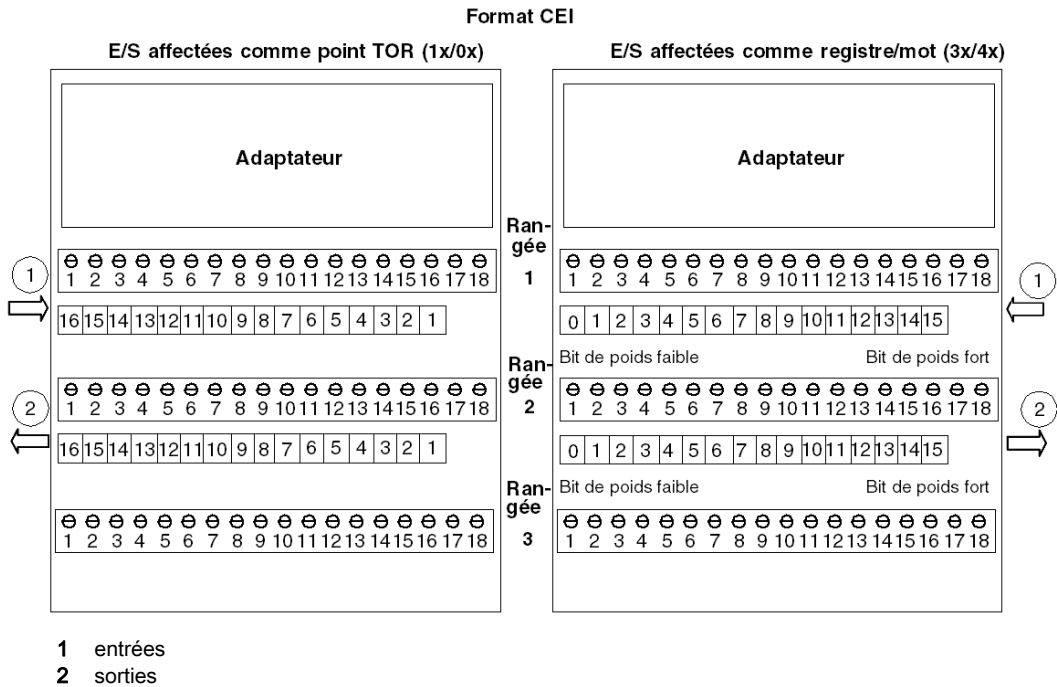 Format CEI
E/S affectées comme point TOR (1x/0x)
E/S affectées comme registre/mot (3x/4x)
Adaptateur
Adaptateur
Ran-
gée
1
1
1 2 3 4 5 6 7 8 9 10 11 12 13 14 15 16 17 18
1 2 3 4 5 6 7 8 9 10 11 12 13 14 15 16 17 18
1
16 15 14 13 12 11 10 9 8 7 6 5 4 3 2 1
0 1 2 3 4 5 6 7 8 9 10 11 12 13 14 15
Bit de poids faible
Bit de poids fort
Ran-
gée
2
2
1 2 3 4 5 6 7 8 9 10 11 12 13 14 15 16 17 18
1 2 3 4 5 6 7 8 9 10 11 12 13 14 15 16 17 18
2
16 15 14 13 12 11 10 9 8 7 6 5 4 3 2 1
0 1 2 3 4 5 6 7 8 9 10 11 12 13 14 15
Bit de poids faible
Bit de poids fort
Ran-
gée
3
1 2 3 4 5 6 7 8 9 10 11 12 13 14 15 16 17 18
1 2 3 4 5 6 7 8 9 10 11 12 13 14 15 16 17 18
1 entrées
2 sorties